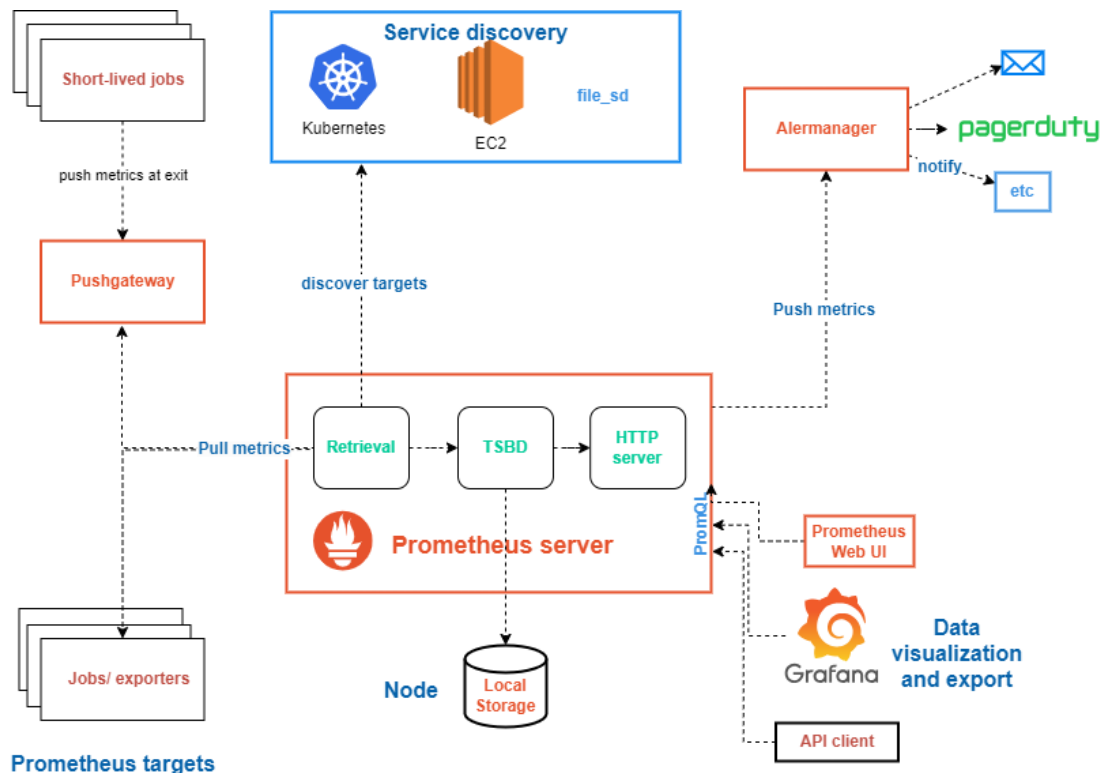 Service discovery
Short-lived jobs
Kubernetes
EC2
file_sd
Alermanager
pagerduty
notify
etc
push metrics at exit
Pushgateway
discover targets
Push metrics
Pull metrics
Retrieval
TSBD
HTTP
server
Prometheus server
PromQL
Prometheus
Web UI
Grafana
Data
visualization
and export
API client
Node
Local
Storage
Jobs/ exporters
Prometheus targets